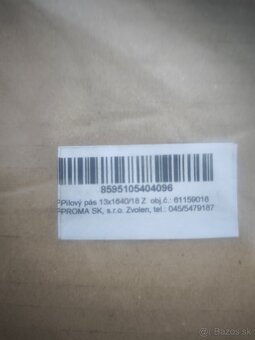 8595105404096
Pílový pás 13x1640/18 Z obj.č.: 61159018
PROMA SK, s.r.o. Zvolen, tel.: 045/5479187
Bazos.sk